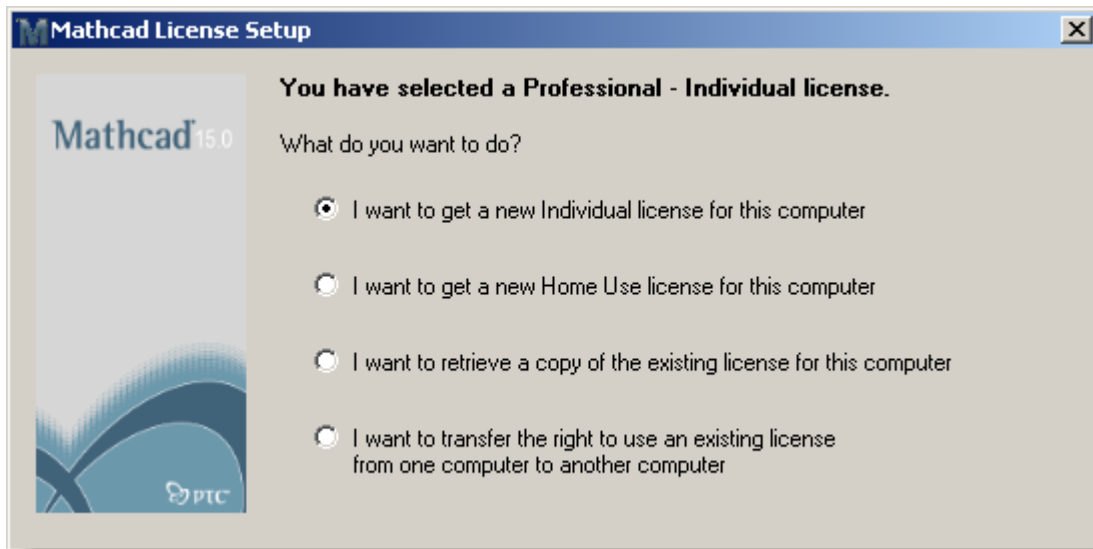 Mathcad License Setup
You have selected a Professional - Individual license.
Mathcad 15.0
What do you want to do?
I want to get a new Individual license for this computer
I want to get a new Home Use license for this computer
I want to retrieve a copy of the existing license for this computer
I want to transfer the right to use an existing license
from one computer to another computer
PTC